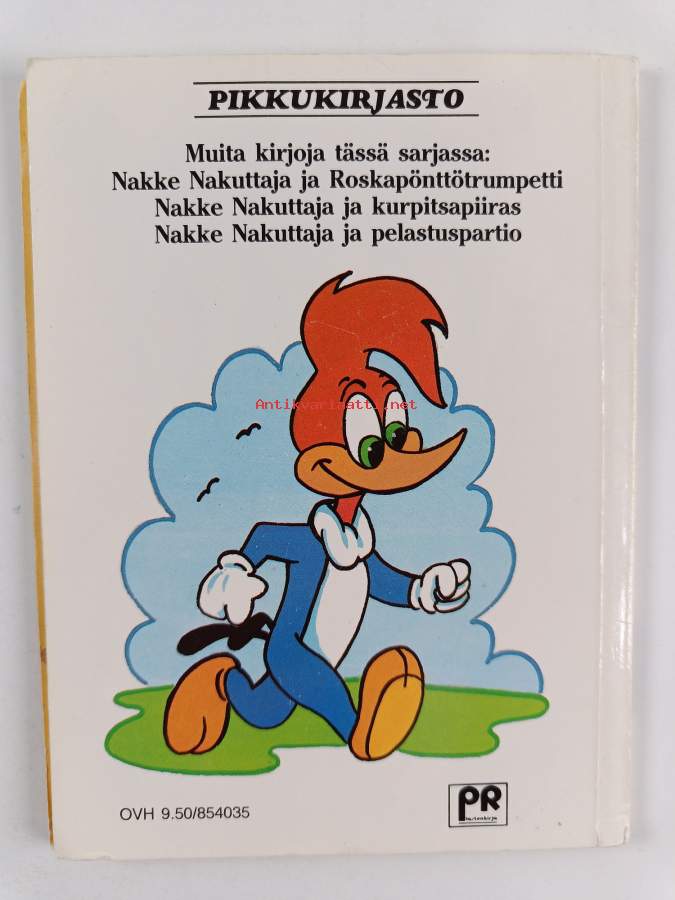 PIKKUKIRJASTO
Muita kirjoja tässä sarjassa:
Nakke Nakuttaja ja Roskapönttötrumpetti
Nakke Nakuttaja ja kurpitsapiiras
Nakke Nakuttaja ja pelastuspartio
Antikvariaatti.net
OVH 9.50/854035
PR
lastenkirja